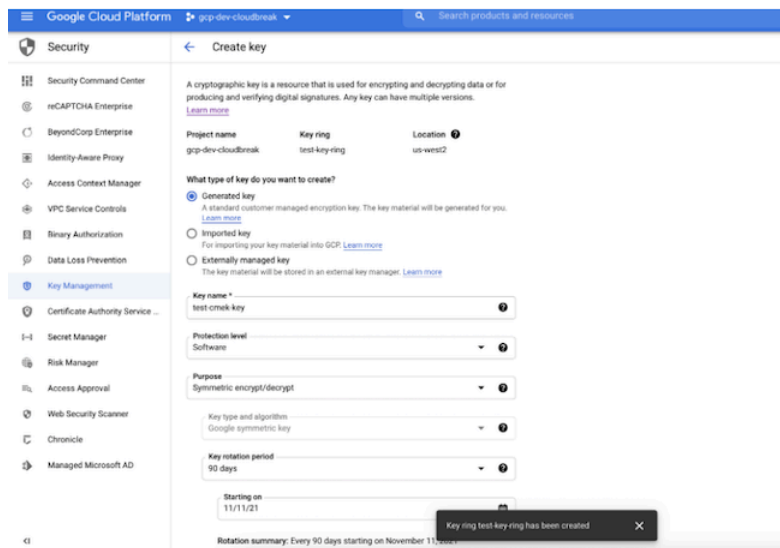 Google Cloud Platform
gcp-dev-cloudbreak
Search products and resources
Security
Create key
Security Command Center
reCAPTCHA Enterprise
BeyondCorp Enterprise
Identity-Aware Proxy
Access Context Manager
VPC Service Controls
Binary Authorization
Data Loss Prevention
Key Management
Certificate Authority Service ...
Secret Manager
Risk Manager
Access Approval
Web Security Scanner
Chronicle
Managed Microsoft AD
A cryptographic key is a resource that is used for encrypting and decrypting data or for
producing and verifying digital signatures. Any key can have multiple versions.
Learn more
Project name Key ring Location
gcp-dev-cloudbreak test-key-ring us-west2
What type of key do you want to create?
Generated key
A standard customer managed encryption key. The key material will be generated for you.
Learn more
Imported key
For importing your key material into GCP. Learn more
Externally managed key
The key material will be stored in an external key manager. Learn more
Key name *
test-cmek-key
Protection level
Software
Purpose
Symmetric encrypt/decrypt
Key type and algorithm
Google symmetric key
Key rotation period
90 days
Starting on
11/11/21
Rotation summary: Every 90 days starting on November 11, 2021
Key ring test-key-ring has been created